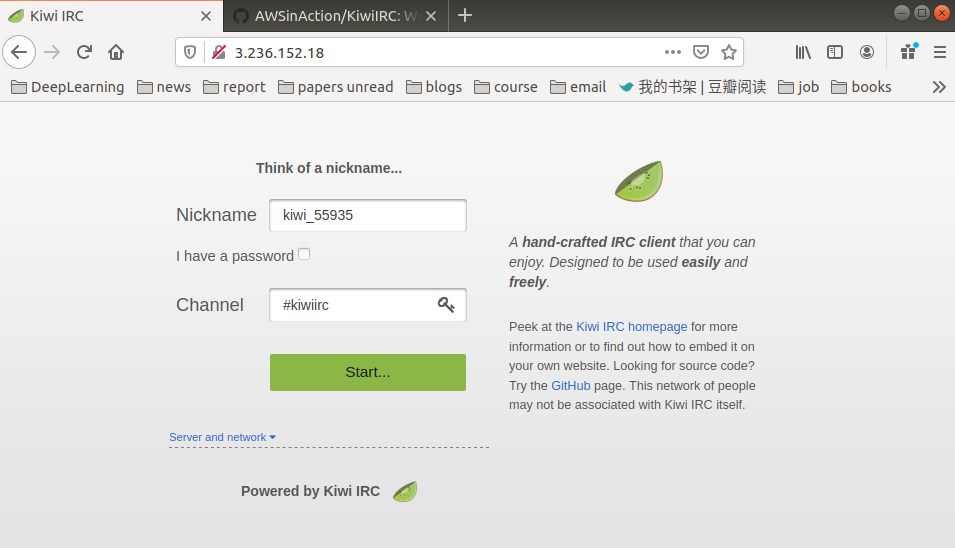 Kiwi IRC
AWSinAction/KiwiIRC: W
3.236.152.18
DeepLearning news report papers unread blogs course email 我的书架 | 豆瓣阅读 job books
Think of a nickname...
Nickname kiwi_55935
I have a password
Channel #kiwiirc
Start...
Server and network
Powered by Kiwi IRC
A hand-crafted IRC client that you can
enjoy. Designed to be used easily and
freely.
Peek at the Kiwi IRC homepage for more
information or to find out how to embed it on
your own website. Looking for source code?
Try the GitHub page. This network of people
may not be associated with Kiwi IRC itself.